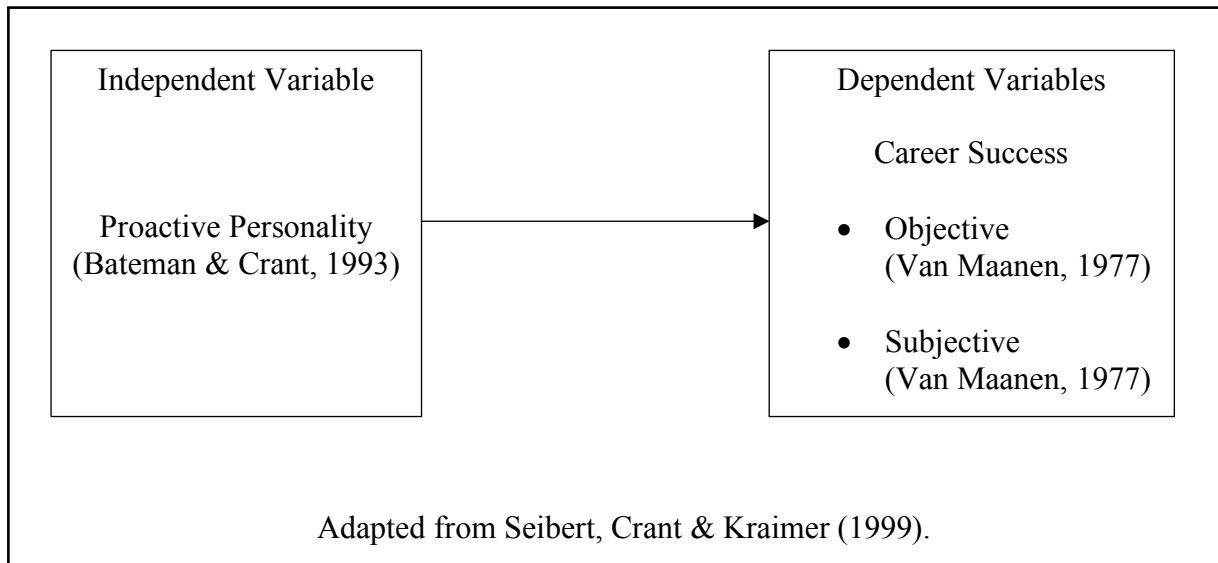 Independent Variable
Proactive Personality
(Bateman & Crant, 1993)
Dependent Variables
Career Success
• Objective
(Van Maanen, 1977)
• Subjective
(Van Maanen, 1977)
Adapted from Seibert, Crant & Kraimer (1999).